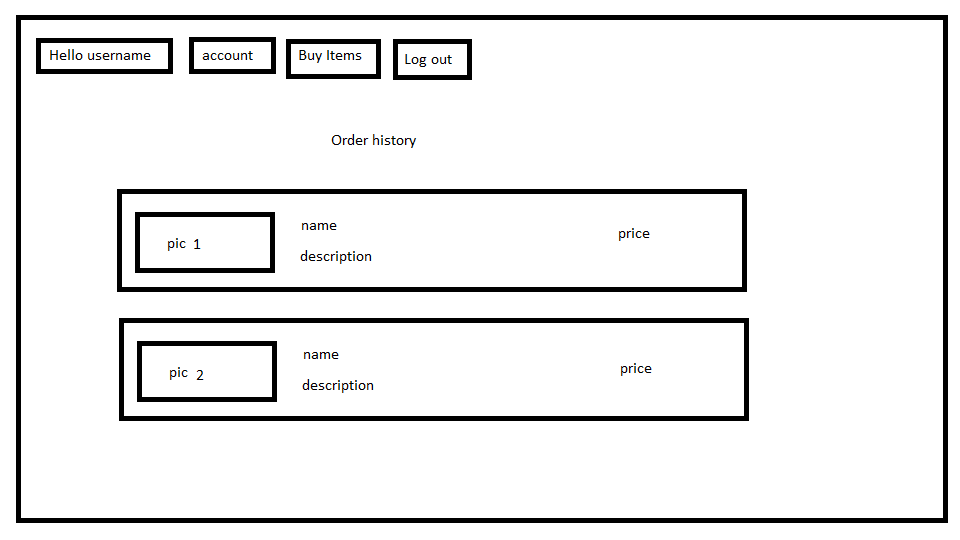 Hello username
account
Buy Items
Log out
Order history
pic 1
name
description
price
pic 2
name
description
price